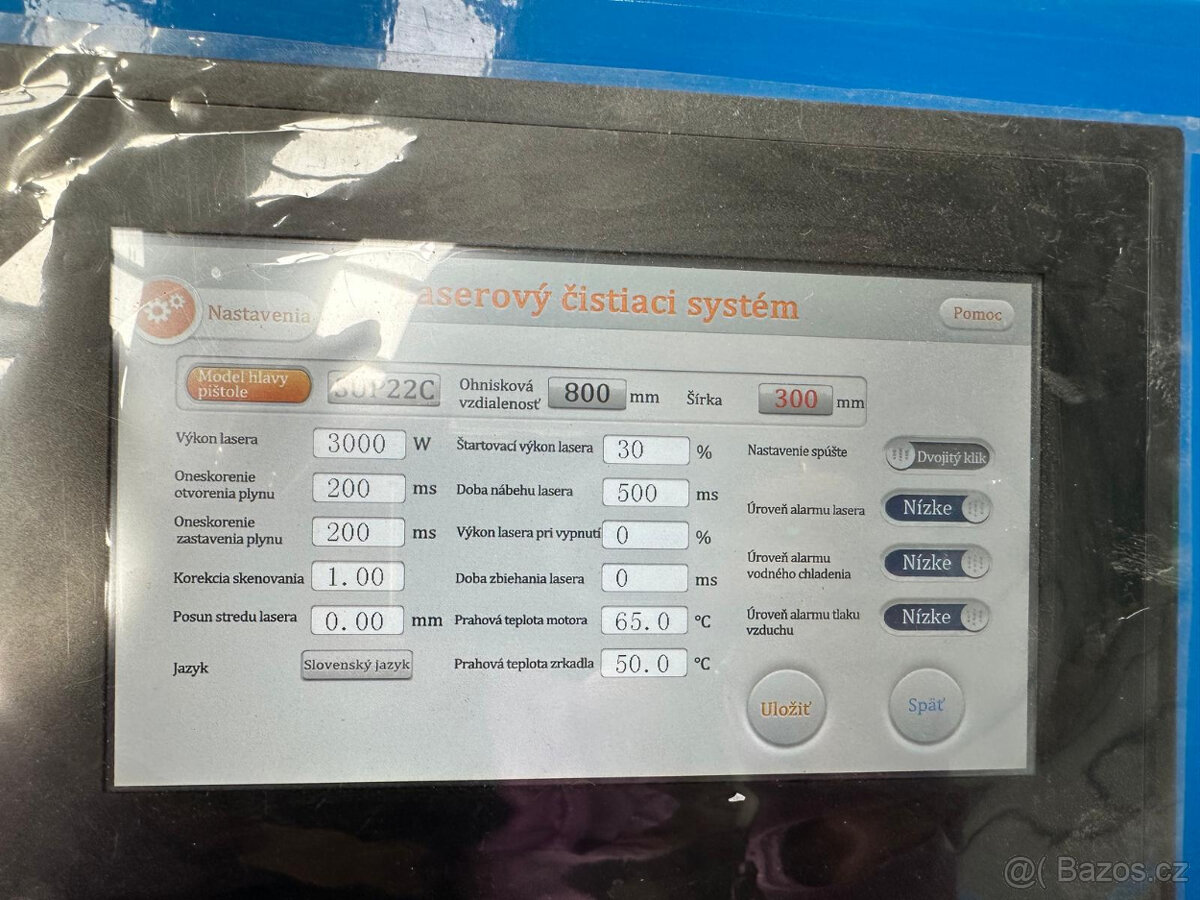 Nastavenia
aserový čistiaci systém
Pomoc
Model hlavy
pištole
SUP22C
Ohnisková
vzdialenosť
800
mm
Šírka
300
mm
Výkon lasera
3000
W
Štartovací výkon lasera
30
%
Nastavenie spúšte
Dvojitý klik
Oneskorenie
otvorenia plynu
200
ms
Doba nábehu lasera
500
ms
Úroveň alarmu lasera
Nízke
Oneskorenie
zastavenia plynu
200
ms
Výkon lasera pri vypnutí
0
%
Úroveň alarmu
vodného chladenia
Nízke
Korekcia skenovania
1.00
Doba zbiehania lasera
0
ms
Posun stredu lasera
0.00
mm
Prahová teplota motora
65.0
°C
Úroveň alarmu tlaku
vzduchu
Nízke
Jazyk
Slovenský jazyk
Prahová teplota zrkadla
50.0
°C
Uložiť
Späť
@( Bazos.cz